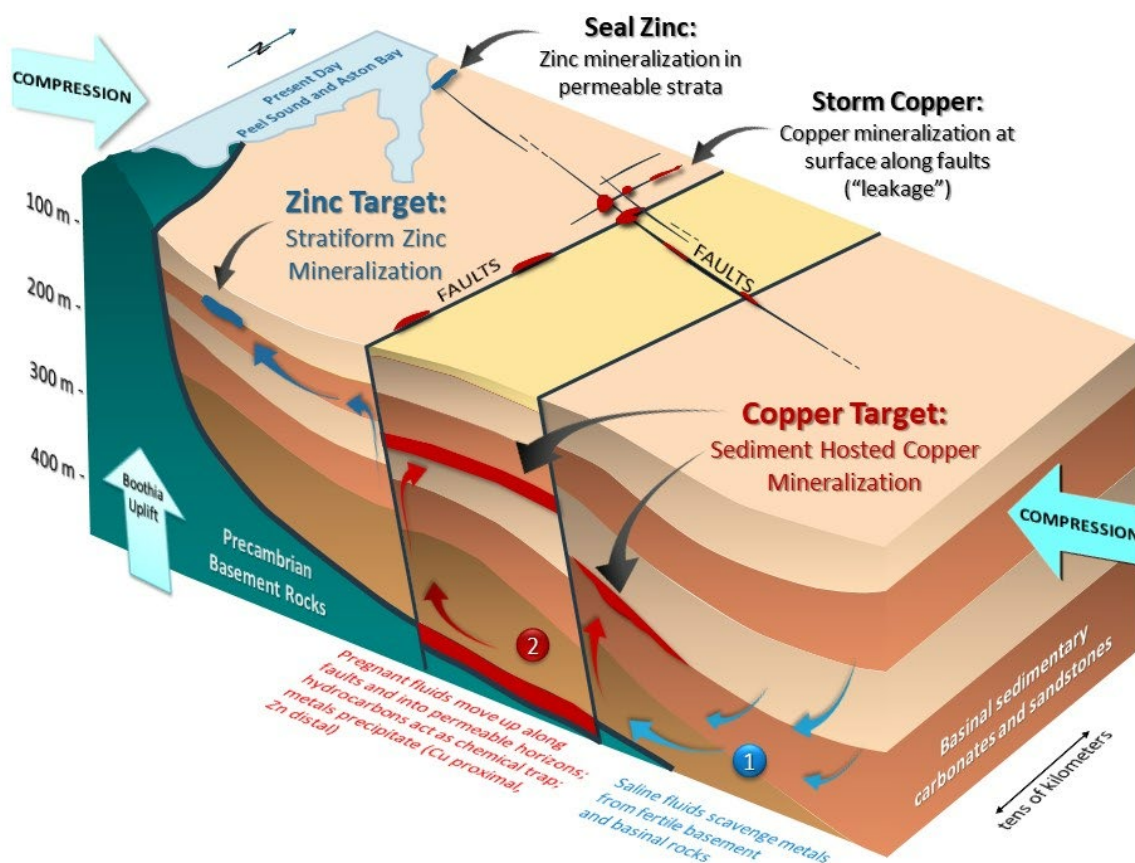 Seal Zinc:
Zinc mineralization in
permeable strata
N
COMPRESSION
Present Day
Peel Sound and Aston Bay
Storm Copper:
Copper mineralization at
surface along faults
(“leakage”)
Zinc Target:
Stratiform Zinc
Mineralization
100 m -
200 m -
300 m -
400 m -
FAULTS
FAULTS
Copper Target:
Sediment Hosted Copper
Mineralization
COMPRESSION
Boothia
Uplift
Precambrian
Basement Rocks
2
Pregnant fluids move up along
faults and into permeable horizons;
hydrocarbons act as chemical trap;
metals precipitate (Cu proximal,
Zn distal)
1
Saline fluids scavenge metals
from fertile basement
and basinal rocks
Basinal sedimentary
carbonates and sandstones
tens of kilometers